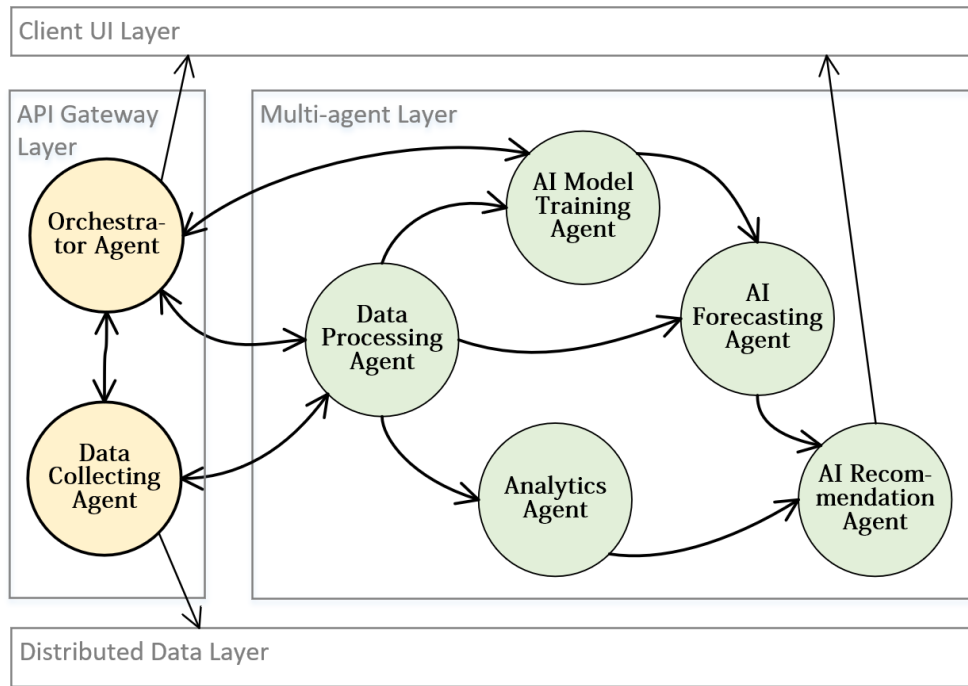 Client UI Layer
API Gateway
Layer
Multi-agent Layer
Orchestra-
tor Agent
AI Model
Training
Agent
Data
Processing
Agent
AI
Forecasting
Agent
Data
Collecting
Agent
Analytics
Agent
AI Recom-
mendation
Agent
Distributed Data Layer